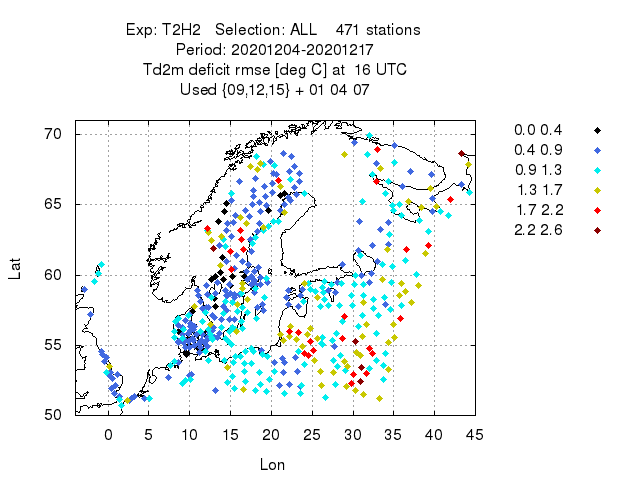 Exp: T2H2   Selection: ALL    471 stations
Period: 20201204-20201217
Td2m deficit rmse [deg C] at  16 UTC
Used {09,12,15} + 01 04 07
0.0 0.4
0.4 0.9
0.9 1.3
1.3 1.7
1.7 2.2
2.2 2.6
70
65
60
55
50
Lat
0 5 10 15 20 25 30 35 40 45
Lon